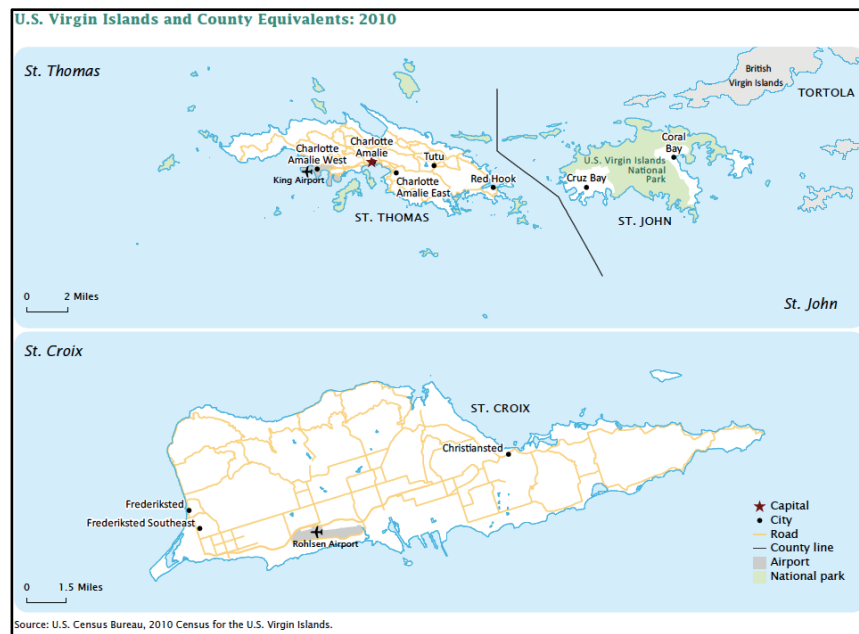 U.S. Virgin Islands and County Equivalents: 2010
St. Thomas
British
Virgin Islands
TORTOLA
Charlotte
Amalie West
Charlotte
Amalie
Tutu
Coral
Bay
U.S. Virgin Islands
National
Park
King Airport
Charlotte
Amalie East
Red Hook
Cruz Bay
ST. THOMAS
ST. JOHN
0 2 Miles
St. John
St. Croix
ST. CROIX
Christiansted
Frederiksted
Frederiksted Southeast
Rohlsen Airport
Capital
City
Road
County line
Airport
National park
0 1.5 Miles
Source: U.S. Census Bureau, 2010 Census for the U.S. Virgin Islands.